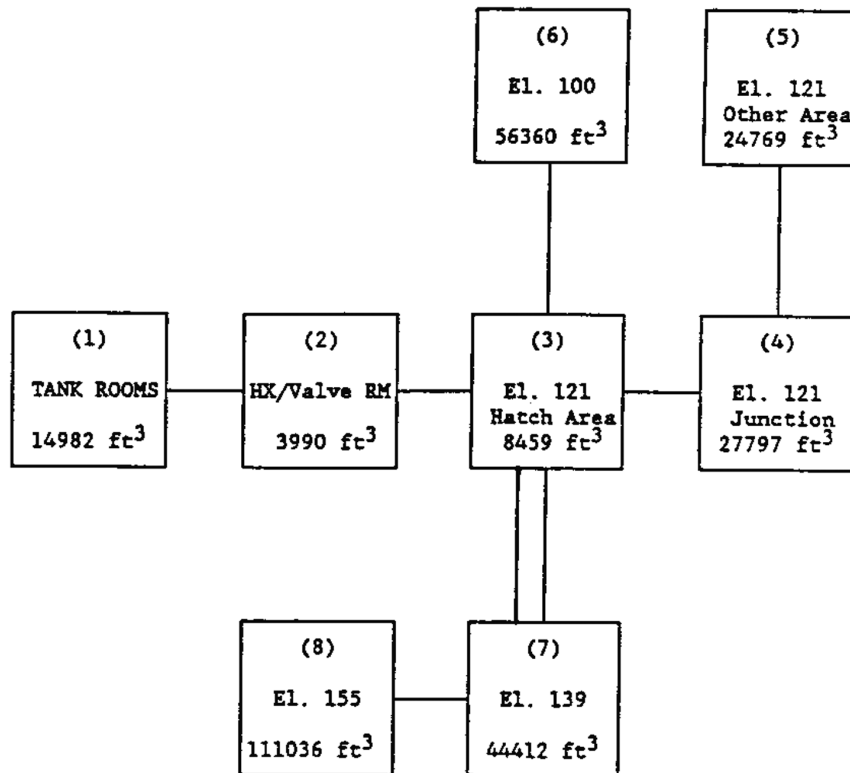 (6)
El. 100
56360 ft³
(5)
El. 121
Other Area
24769 ft³
(1)
TANK ROOMS
14982 ft³
(2)
HX/Valve RM
3990 ft³
(3)
El. 121
Hatch Area
8459 ft³
(4)
El. 121
Junction
27797 ft³
(8)
El. 155
111036 ft³
(7)
El. 139
44412 ft³